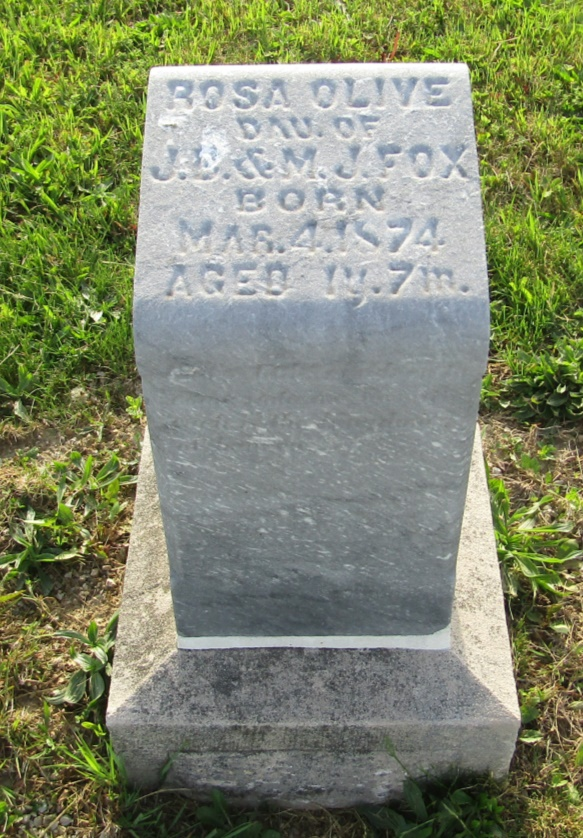 ROSA OLIVE
DAU. OF
J.D.&M.J.FOX
BORN
MAR.4.1874
AGED 1y.7m.